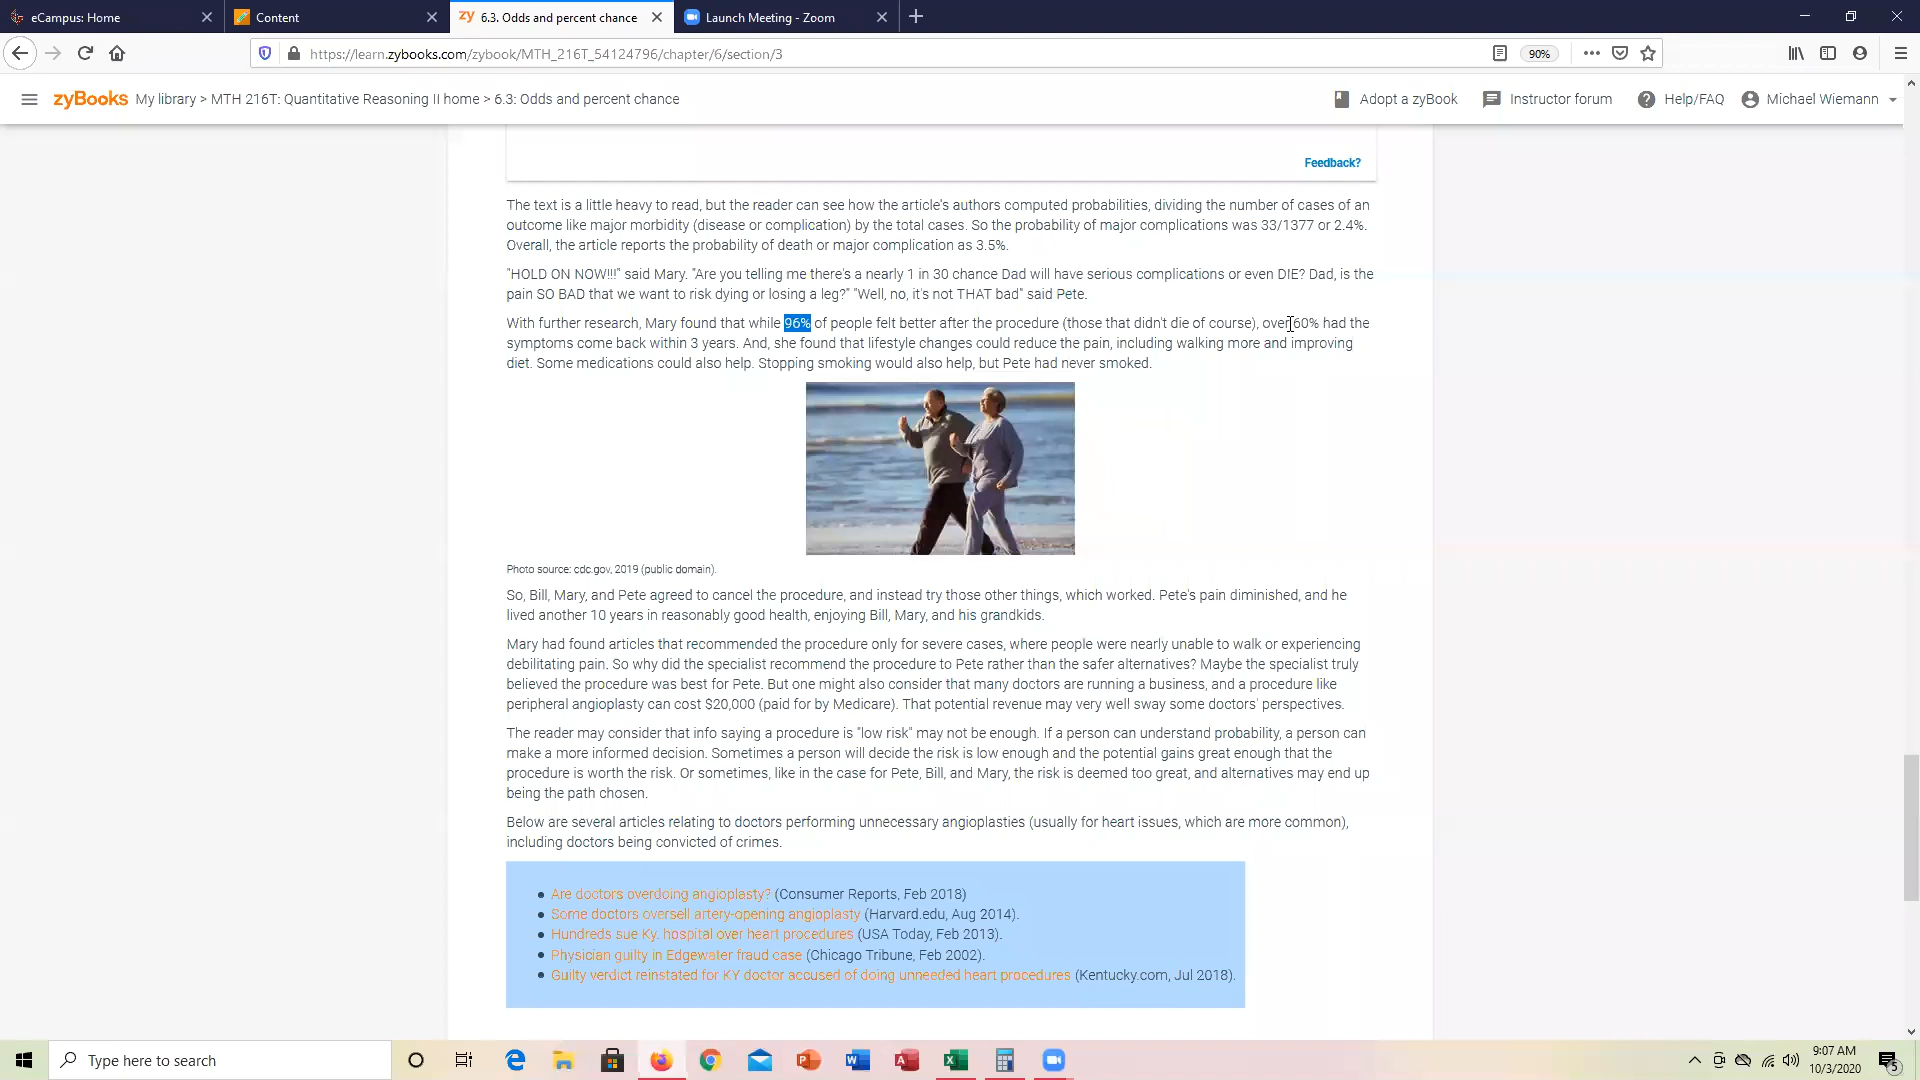 eCampus: Home
Content
zy 6.3. Odds and percent chance
Launch Meeting - Zoom
https://learn.zybooks.com/zybook/MTH_216T_54124796/chapter/6/section/3
90%
zyBooks My library > MTH 216T: Quantitative Reasoning II home > 6.3: Odds and percent chance
Adopt a zyBook
Instructor forum
Help/FAQ
Michael Wiemann
Feedback?
The text is a little heavy to read, but the reader can see how the article's authors computed probabilities, dividing the number of cases of an
outcome like major morbidity (disease or complication) by the total cases. So the probability of major complications was 33/1377 or 2.4%.
Overall, the article reports the probability of death or major complication as 3.5%.
"HOLD ON NOW!!!" said Mary. "Are you telling me there's a nearly 1 in 30 chance Dad will have serious complications or even DIE? Dad, is the
pain SO BAD that we want to risk dying or losing a leg?" "Well, no, it's not THAT bad" said Pete.
With further research, Mary found that while 96% of people felt better after the procedure (those that didn't die of course), over 60% had the
symptoms come back within 3 years. And, she found that lifestyle changes could reduce the pain, including walking more and improving
diet. Some medications could also help. Stopping smoking would also help, but Pete had never smoked.
Photo source: cdc.gov, 2019 (public domain).
So, Bill, Mary, and Pete agreed to cancel the procedure, and instead try those other things, which worked. Pete's pain diminished, and he
lived another 10 years in reasonably good health, enjoying Bill, Mary, and his grandkids.
Mary had found articles that recommended the procedure only for severe cases, where people were nearly unable to walk or experiencing
debilitating pain. So why did the specialist recommend the procedure to Pete rather than the safer alternatives? Maybe the specialist truly
believed the procedure was best for Pete. But one might also consider that many doctors are running a business, and a procedure like
peripheral angioplasty can cost $20,000 (paid for by Medicare). That potential revenue may very well sway some doctors' perspectives.
The reader may consider that info saying a procedure is "low risk" may not be enough. If a person can understand probability, a person can
make a more informed decision. Sometimes a person will decide the risk is low enough and the potential gains great enough that the
procedure is worth the risk. Or sometimes, like in the case for Pete, Bill, and Mary, the risk is deemed too great, and alternatives may end up
being the path chosen.
Below are several articles relating to doctors performing unnecessary angioplasties (usually for heart issues, which are more common),
including doctors being convicted of crimes.
Are doctors overdoing angioplasty? (Consumer Reports, Feb 2018)
Some doctors oversell artery-opening angioplasty (Harvard.edu, Aug 2014).
Hundreds sue Ky. hospital over heart procedures (USA Today, Feb 2013).
Physician guilty in Edgewater fraud case (Chicago Tribune, Feb 2002).
Guilty verdict reinstated for KY doctor accused of doing unneeded heart procedures (Kentucky.com, Jul 2018).
Type here to search
9:07 AM
10/3/2020
5